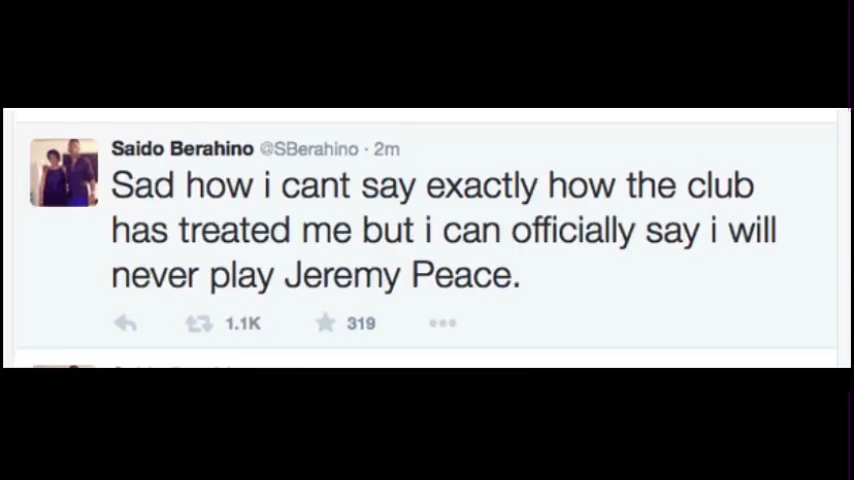 Saido Berahino @SBerahino · 2m
Sad how i cant say exactly how the club
has treated me but i can officially say i will
never play Jeremy Peace.
1.1K 319